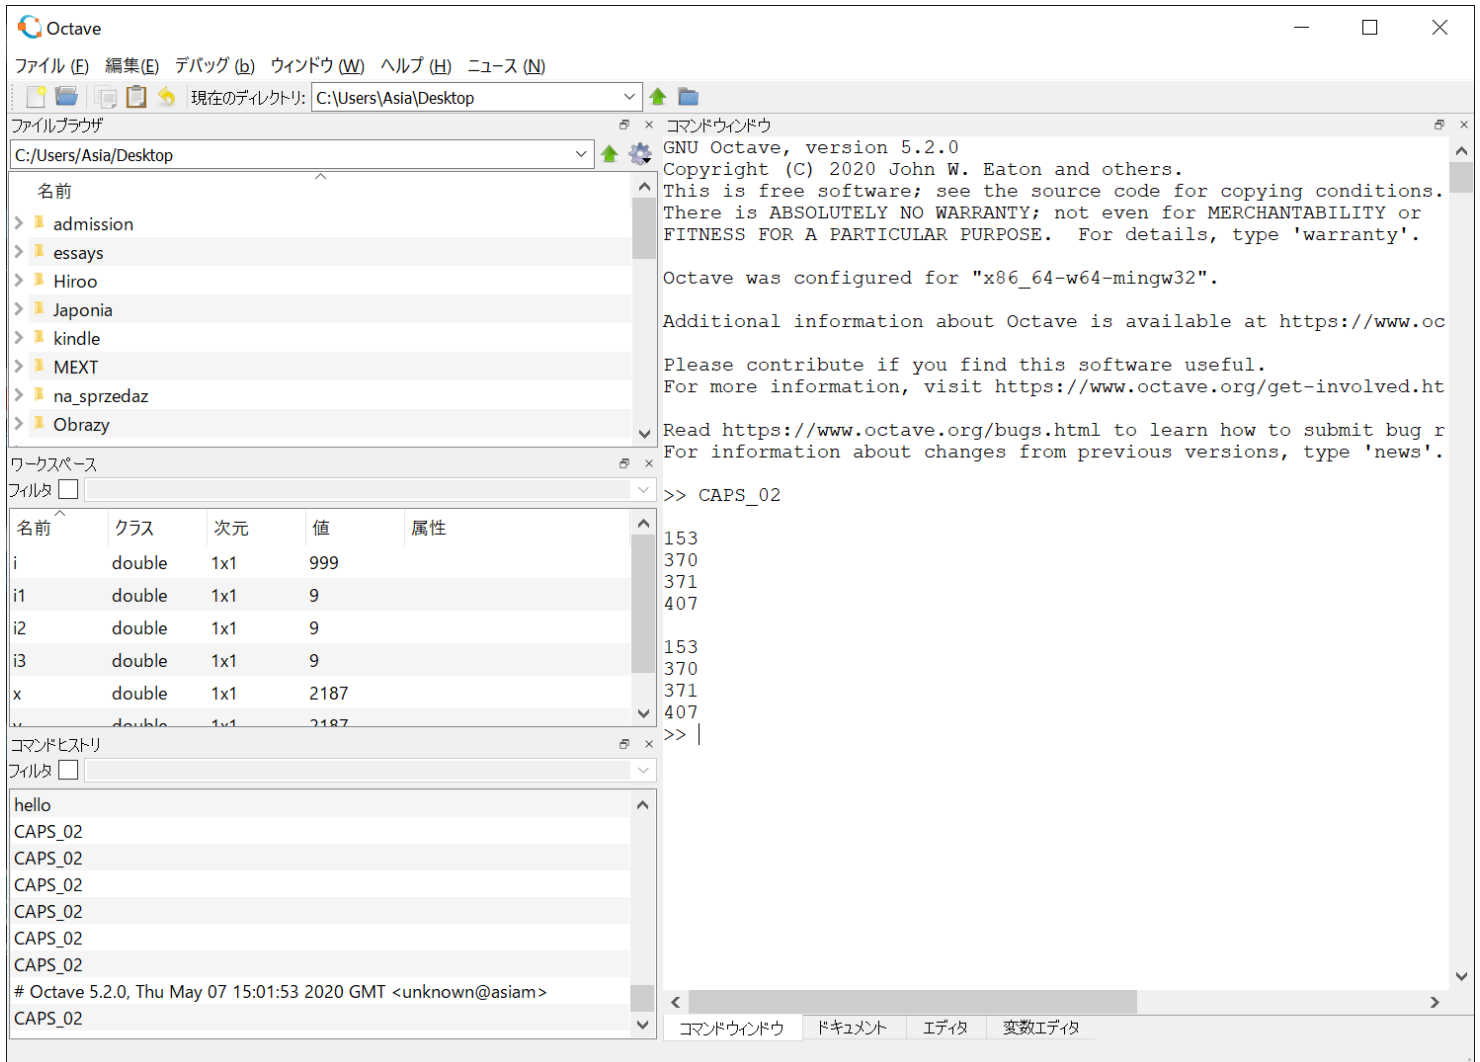 Octave
ファイル (F) 編集(E) デバッグ (b) ウィンドウ (W) ヘルプ (H) ニュース (N)
現在のディレクトリ: C:\Users\Asia\Desktop
ファイルブラウザ
C:/Users/Asia/Desktop
名前
admission
essays
Hiroo
Japonia
kindle
MEXT
na_sprzedaz
Obrazy
ワークスペース
フィルタ
名前 クラス 次元 値 属性
i double 1x1 999
i1 double 1x1 9
i2 double 1x1 9
i3 double 1x1 9
x double 1x1 2187
y double 1x1 2187
コマンドヒストリ
フィルタ
hello
CAPS_02
CAPS_02
CAPS_02
CAPS_02
CAPS_02
CAPS_02
# Octave 5.2.0, Thu May 07 15:01:53 2020 GMT <unknown@asiam>
CAPS_02
コマンドウィンドウ
GNU Octave, version 5.2.0
Copyright (C) 2020 John W. Eaton and others.
This is free software; see the source code for copying conditions.
There is ABSOLUTELY NO WARRANTY; not even for MERCHANTABILITY or
FITNESS FOR A PARTICULAR PURPOSE.  For details, type 'warranty'.
Octave was configured for "x86_64-w64-mingw32".
Additional information about Octave is available at https://www.oc
Please contribute if you find this software useful.
For more information, visit https://www.octave.org/get-involved.ht
Read https://www.octave.org/bugs.html to learn how to submit bug r
For information about changes from previous versions, type 'news'.
>> CAPS_02
153
370
371
407
153
370
371
407
>>
コマンドウィンドウ ドキュメント エディタ 変数エディタ